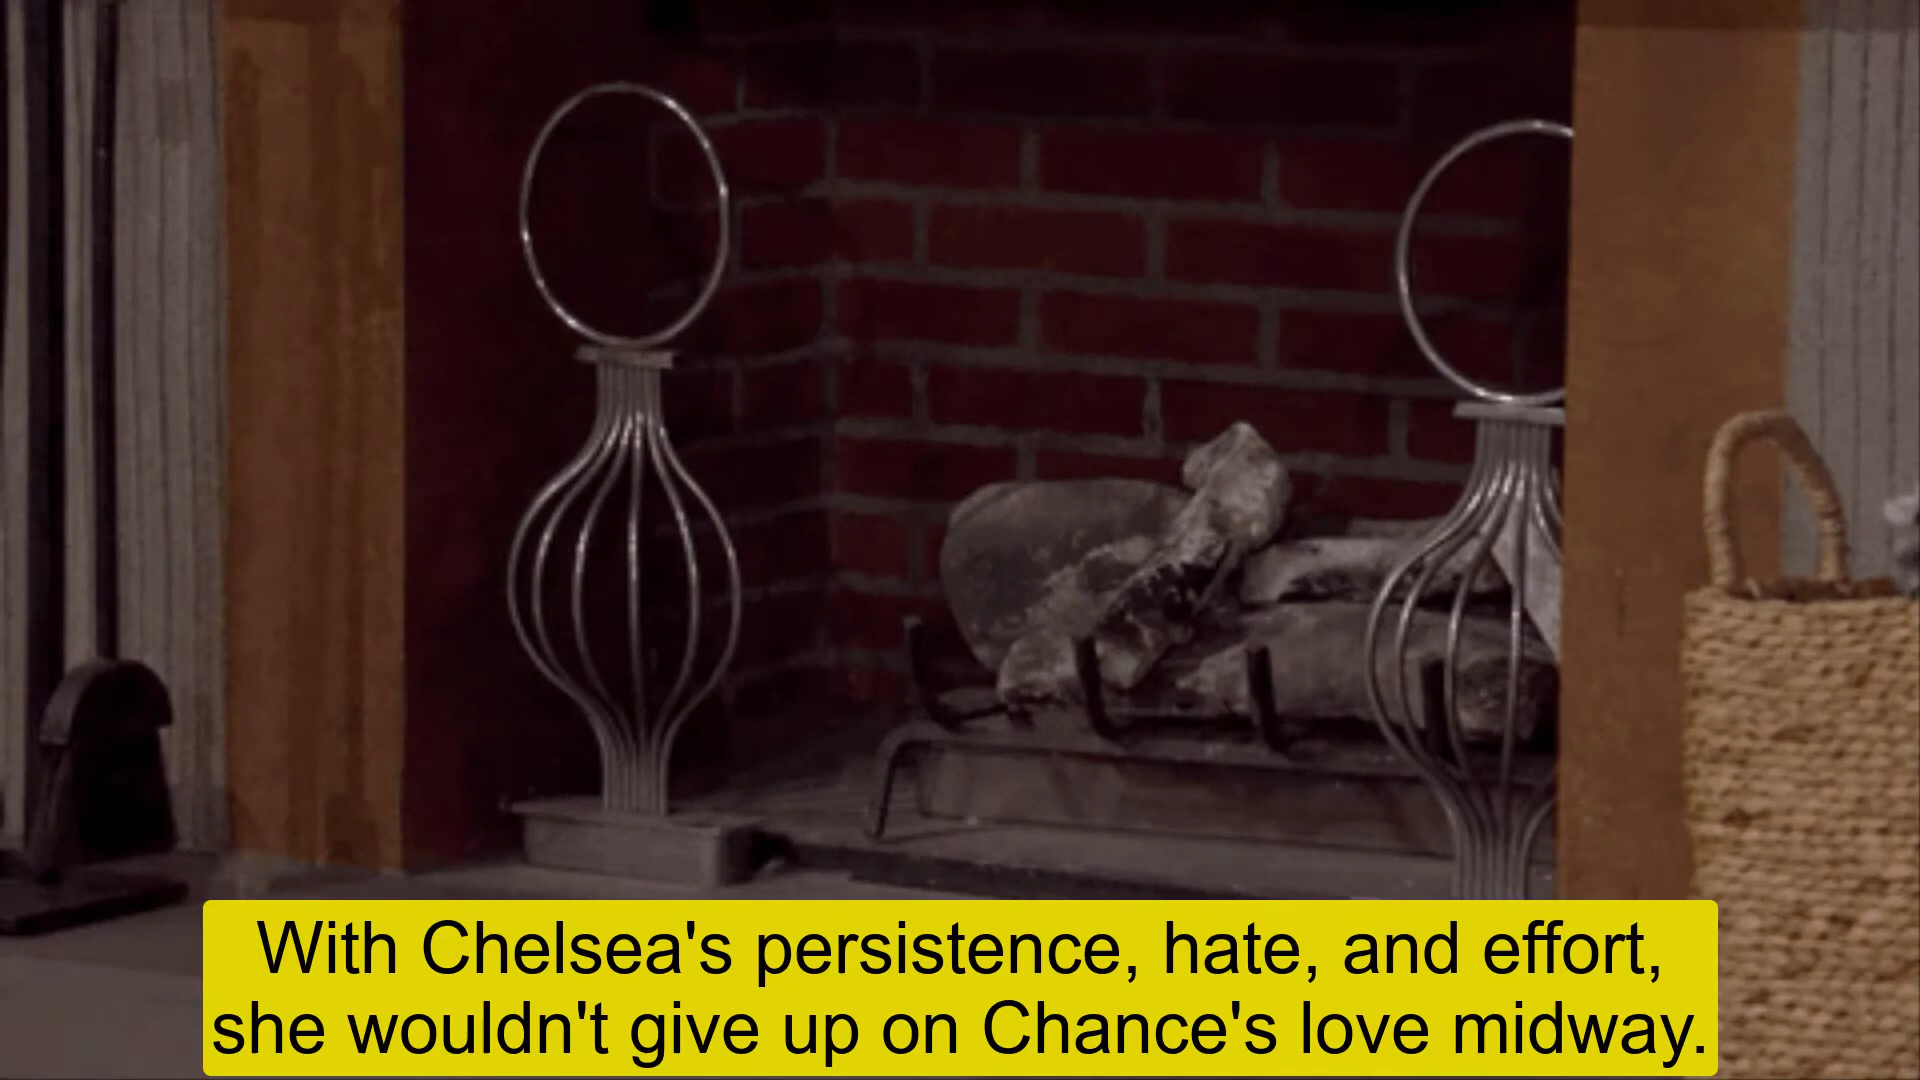 With Chelsea's persistence, hate, and effort,
she wouldn't give up on Chance's love midway.